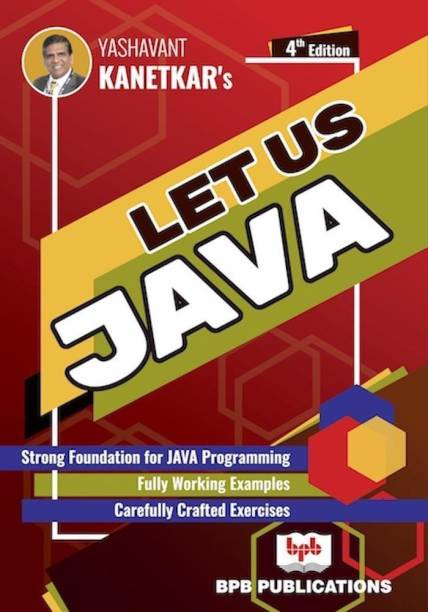 YASHAVANT
KANETKAR's
4th Edition
LET US
JAVA
Strong Foundation for JAVA Programming
Fully Working Examples
Carefully Crafted Exercises
bpb
BPB PUBLICATIONS